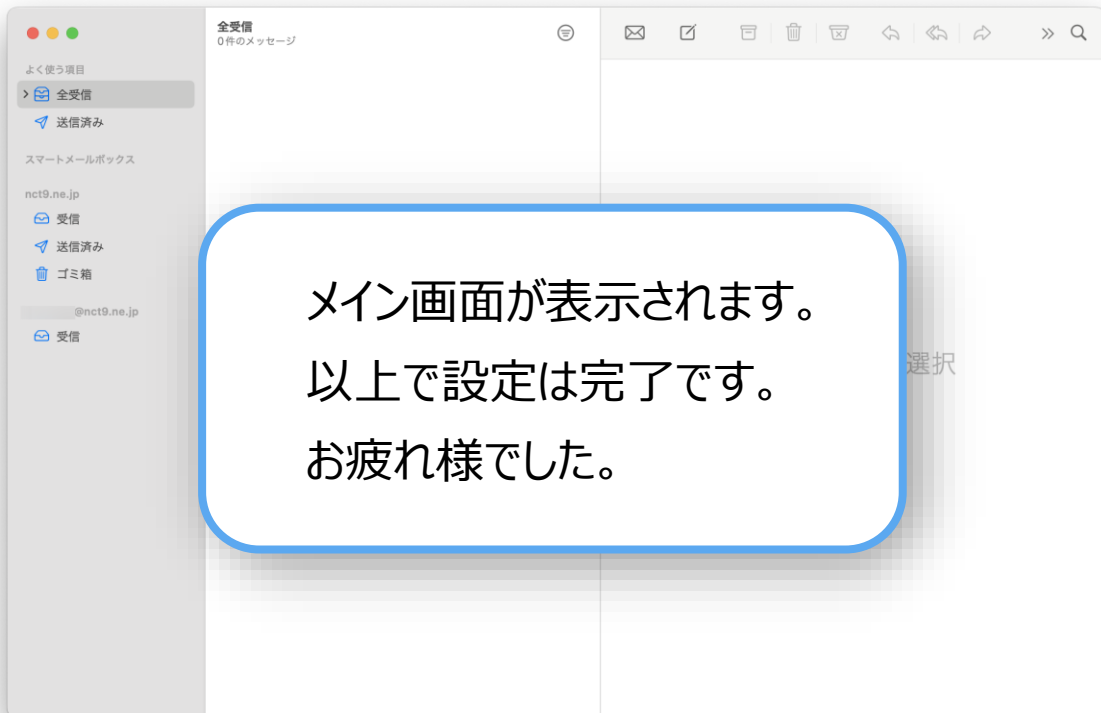 全受信
0件のメッセージ
よく使う項目
全受信
送信済み
スマートメールボックス
nct9.ne.jp
受信
送信済み
ゴミ箱
@nct9.ne.jp
受信
メイン画面が表示されます。
以上で設定は完了です。
お疲れ様でした。
選択